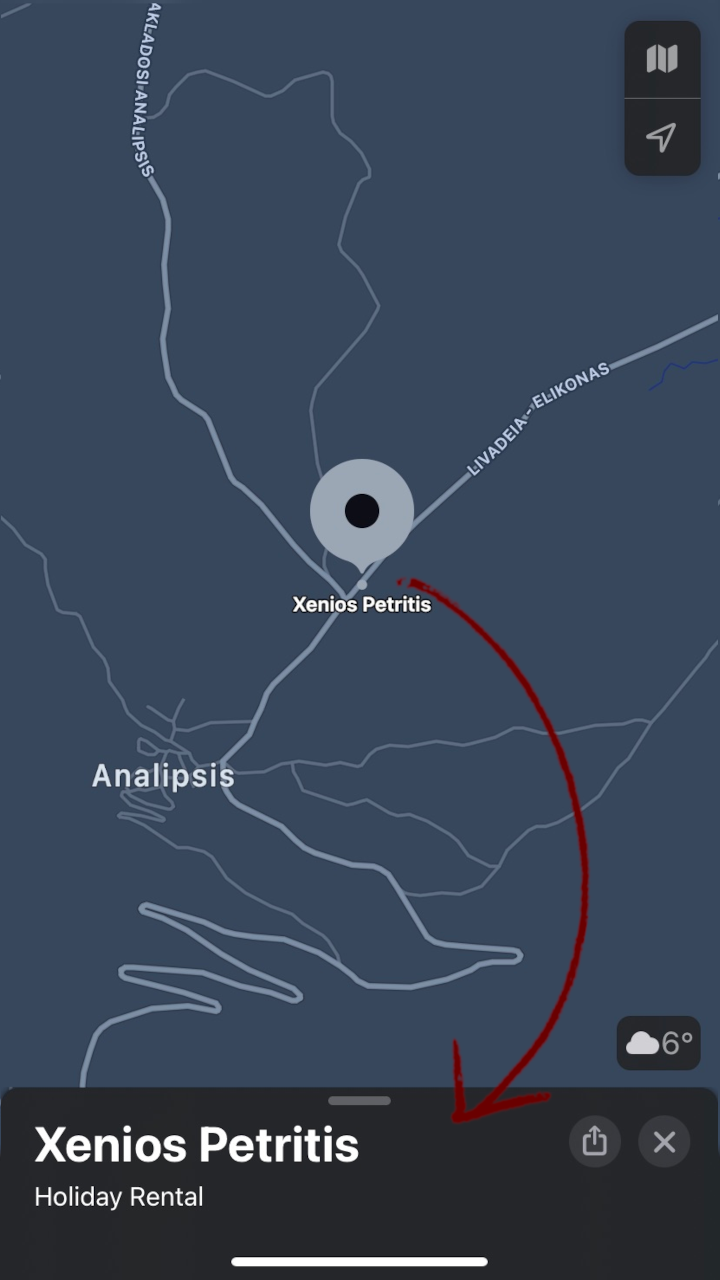 AKLADOSI-ANALIPSIS
LIVADEIA - ELIKONAS
Xenios Petritis
Analipsis
6°
Xenios Petritis
Holiday Rental